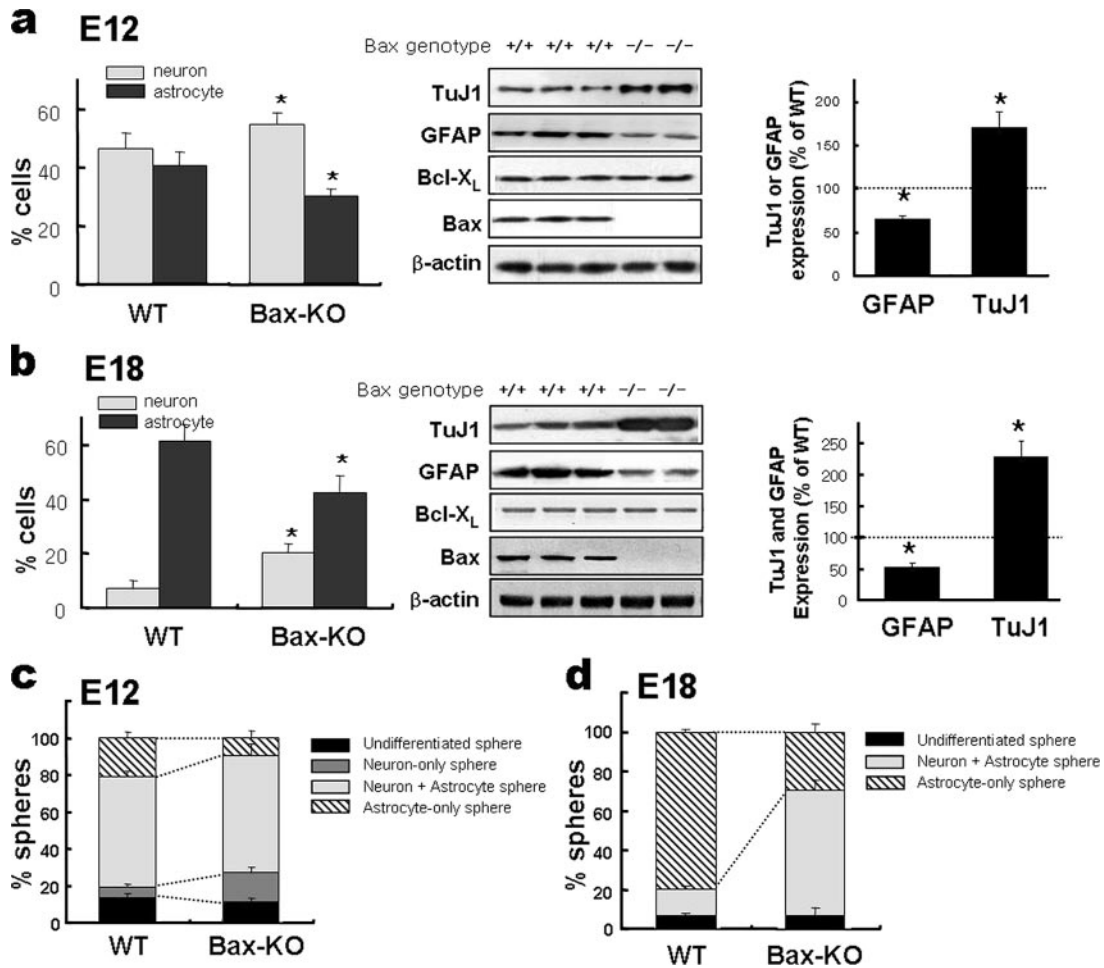 a E12
neuron
astrocyte
% cells
60
40
20
0
*
*
WT Bax-KO
Bax genotype +/+ +/+ +/+ -/- -/-
TuJ1
GFAP
Bcl-XL
Bax
β-actin
TuJ1 or GFAP
expression (% of WT)
200
150
100
50
0
*
*
GFAP TuJ1
b E18
neuron
astrocyte
% cells
60
40
20
0
*
*
WT Bax-KO
Bax genotype +/+ +/+ +/+ -/- -/-
TuJ1
GFAP
Bcl-XL
Bax
β-actin
TuJ1 and GFAP
Expression (% of WT)
250
200
150
100
50
0
*
*
GFAP TuJ1
c E12
% spheres
100
80
60
40
20
0
WT Bax-KO
Undifferentiated sphere
Neuron-only sphere
Neuron + Astrocyte sphere
Astrocyte-only sphere
d E18
% spheres
100
80
60
40
20
0
WT Bax-KO
Undifferentiated sphere
Neuron + Astrocyte sphere
Astrocyte-only sphere